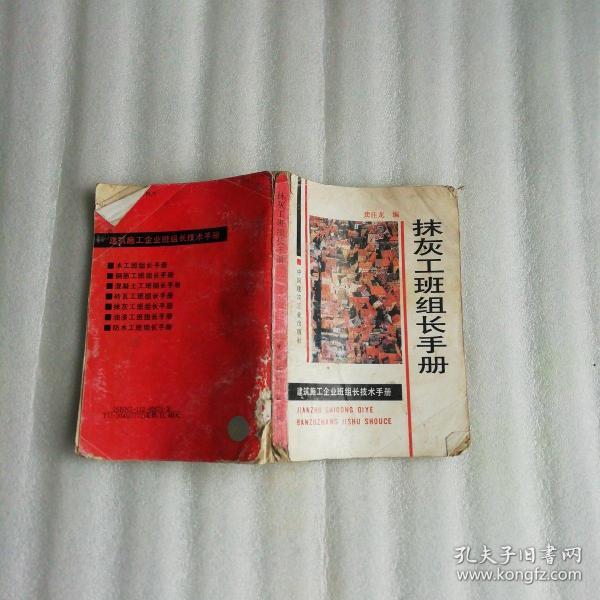 建筑施工企业班组长技术手册
■木工班组长手册
■钢筋工班组长手册
■混凝土工班组长手册
■砖瓦工班组长手册
■抹灰工班组长手册
■油漆工班组长手册
■防水工班组长手册
抹灰工班组长手册
编
抹灰工班组长手册
中国建筑工业出版社
建筑施工企业班组长技术手册
JIANZHU SHIGONG QIYE
BANZUZHANG JISHU SHOUCE
孔夫子旧书网
www.kongfz.com